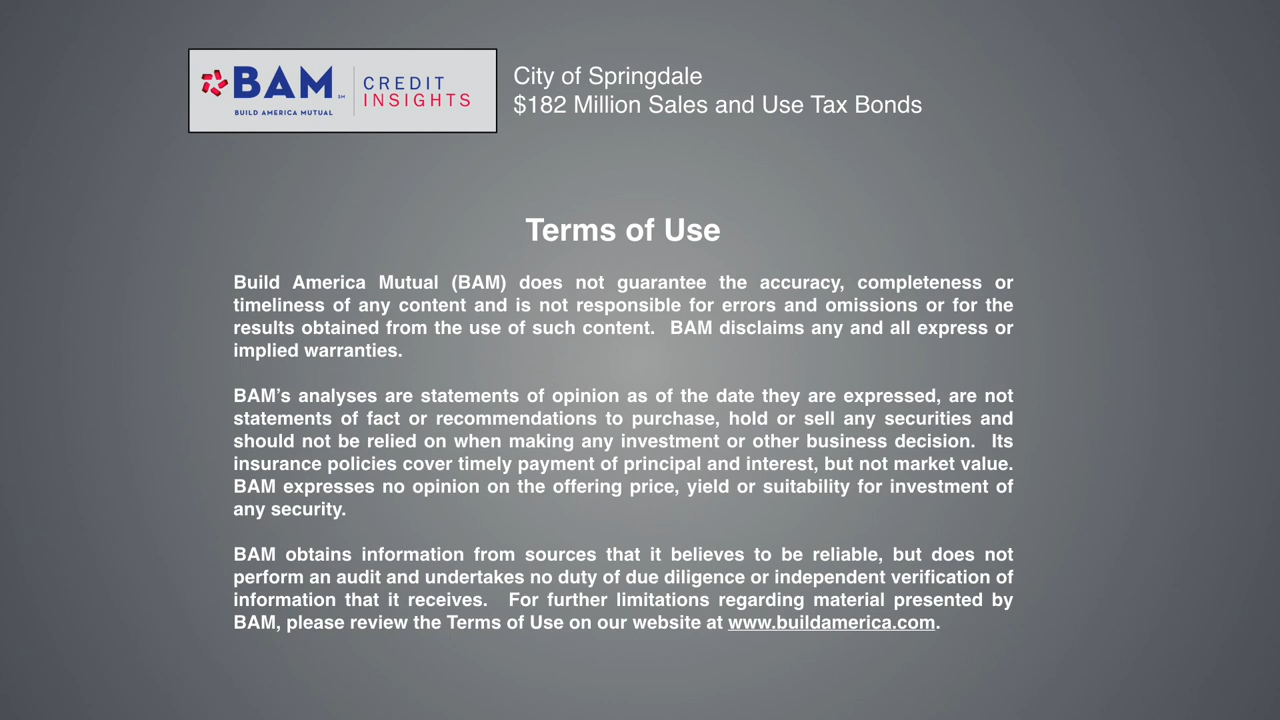 BAM SM
BUILD AMERICA MUTUAL
CREDIT
INSIGHTS
City of Springdale
$182 Million Sales and Use Tax Bonds
Terms of Use
Build America Mutual (BAM) does not guarantee the accuracy, completeness or
timeliness of any content and is not responsible for errors and omissions or for the
results obtained from the use of such content.  BAM disclaims any and all express or
implied warranties.
BAM’s analyses are statements of opinion as of the date they are expressed, are not
statements of fact or recommendations to purchase, hold or sell any securities and
should not be relied on when making any investment or other business decision.  Its
insurance policies cover timely payment of principal and interest, but not market value.
BAM expresses no opinion on the offering price, yield or suitability for investment of
any security.
BAM obtains information from sources that it believes to be reliable, but does not
perform an audit and undertakes no duty of due diligence or independent verification of
information that it receives.  For further limitations regarding material presented by
BAM, please review the Terms of Use on our website at www.buildamerica.com.